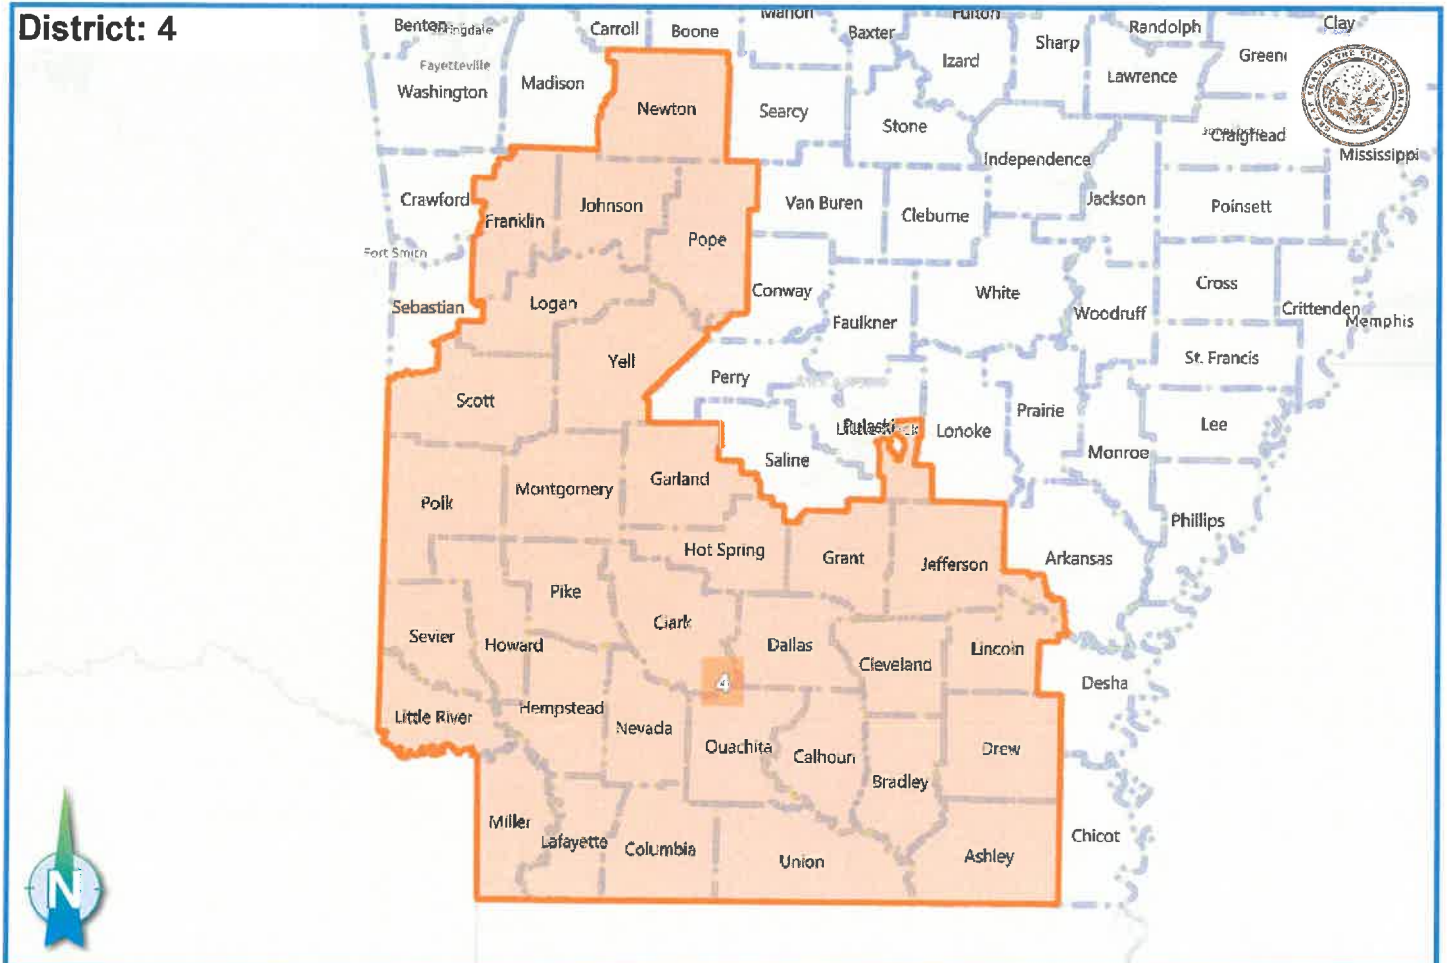 District: 4
Benton
Carroll
Boone
Marion
Baxter
Fulton
Sharp
Randolph
Clay
Izard
Lawrence
Fayetteville
Washington
Madison
Newton
Searcy
Stone
Independence
Craighead
Mississippi
Crawford
Franklin
Johnson
Pope
Van Buren
Cleburne
Jackson
Poinsett
Fort Smith
Sebastian
Logan
Conway
White
Cross
Woodruff
Crittenden
Memphis
Faulkner
St. Francis
Yell
Perry
Scott
Prairie
Lonoke
Lee
Pulaski
Little Rock
Saline
Monroe
Garland
Montgomery
Polk
Phillips
Hot Spring
Grant
Jefferson
Arkansas
Pike
Clark
Sevier
Howard
Dallas
Lincoln
Cleveland
Desha
4
Hempstead
Little River
Nevada
Ouachita
Calhoun
Drew
Bradley
Miller
Lafayette
Columbia
Union
Ashley
Chicot
N